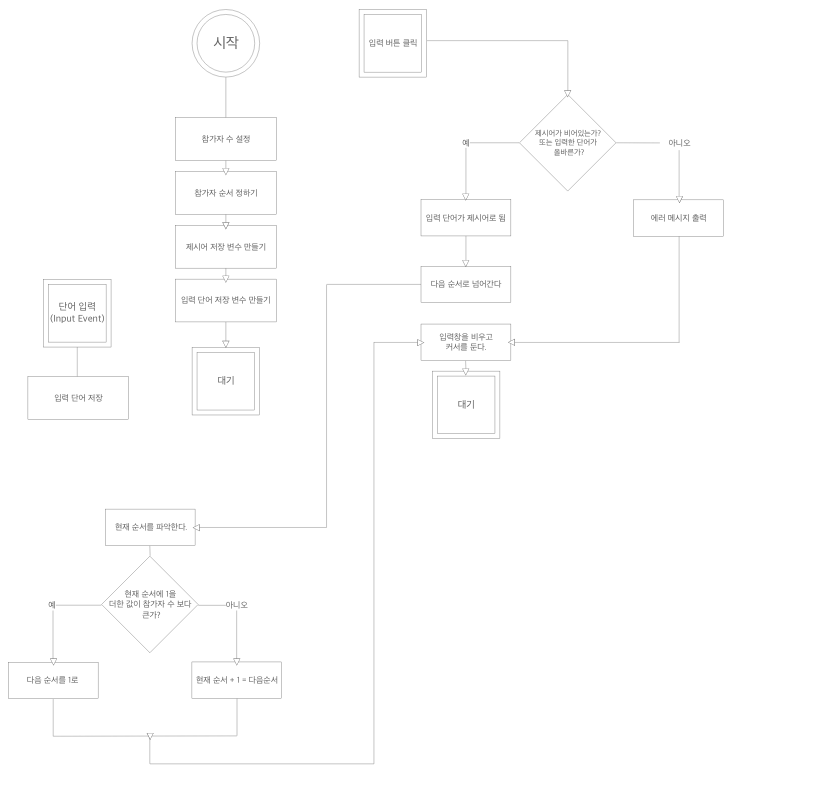 시작
참가자 수 설정
참가자 순서 정하기
제시어 저장 변수 만들기
입력 단어 저장 변수 만들기
대기
단어 입력
(Input Event)
입력 단어 저장
입력 버튼 클릭
제시어가 비어있는가?
또는 입력한 단어가
올바른가?
예
아니오
입력 단어가 제시어로 됨
에러 메시지 출력
다음 순서로 넘어간다
입력창을 비우고
커서를 둔다.
대기
현재 순서를 파악한다.
현재 순서에 1을
더한 값이 참가자 수 보다
큰가?
예
아니오
다음 순서를 1로
현재 순서 + 1 = 다음순서